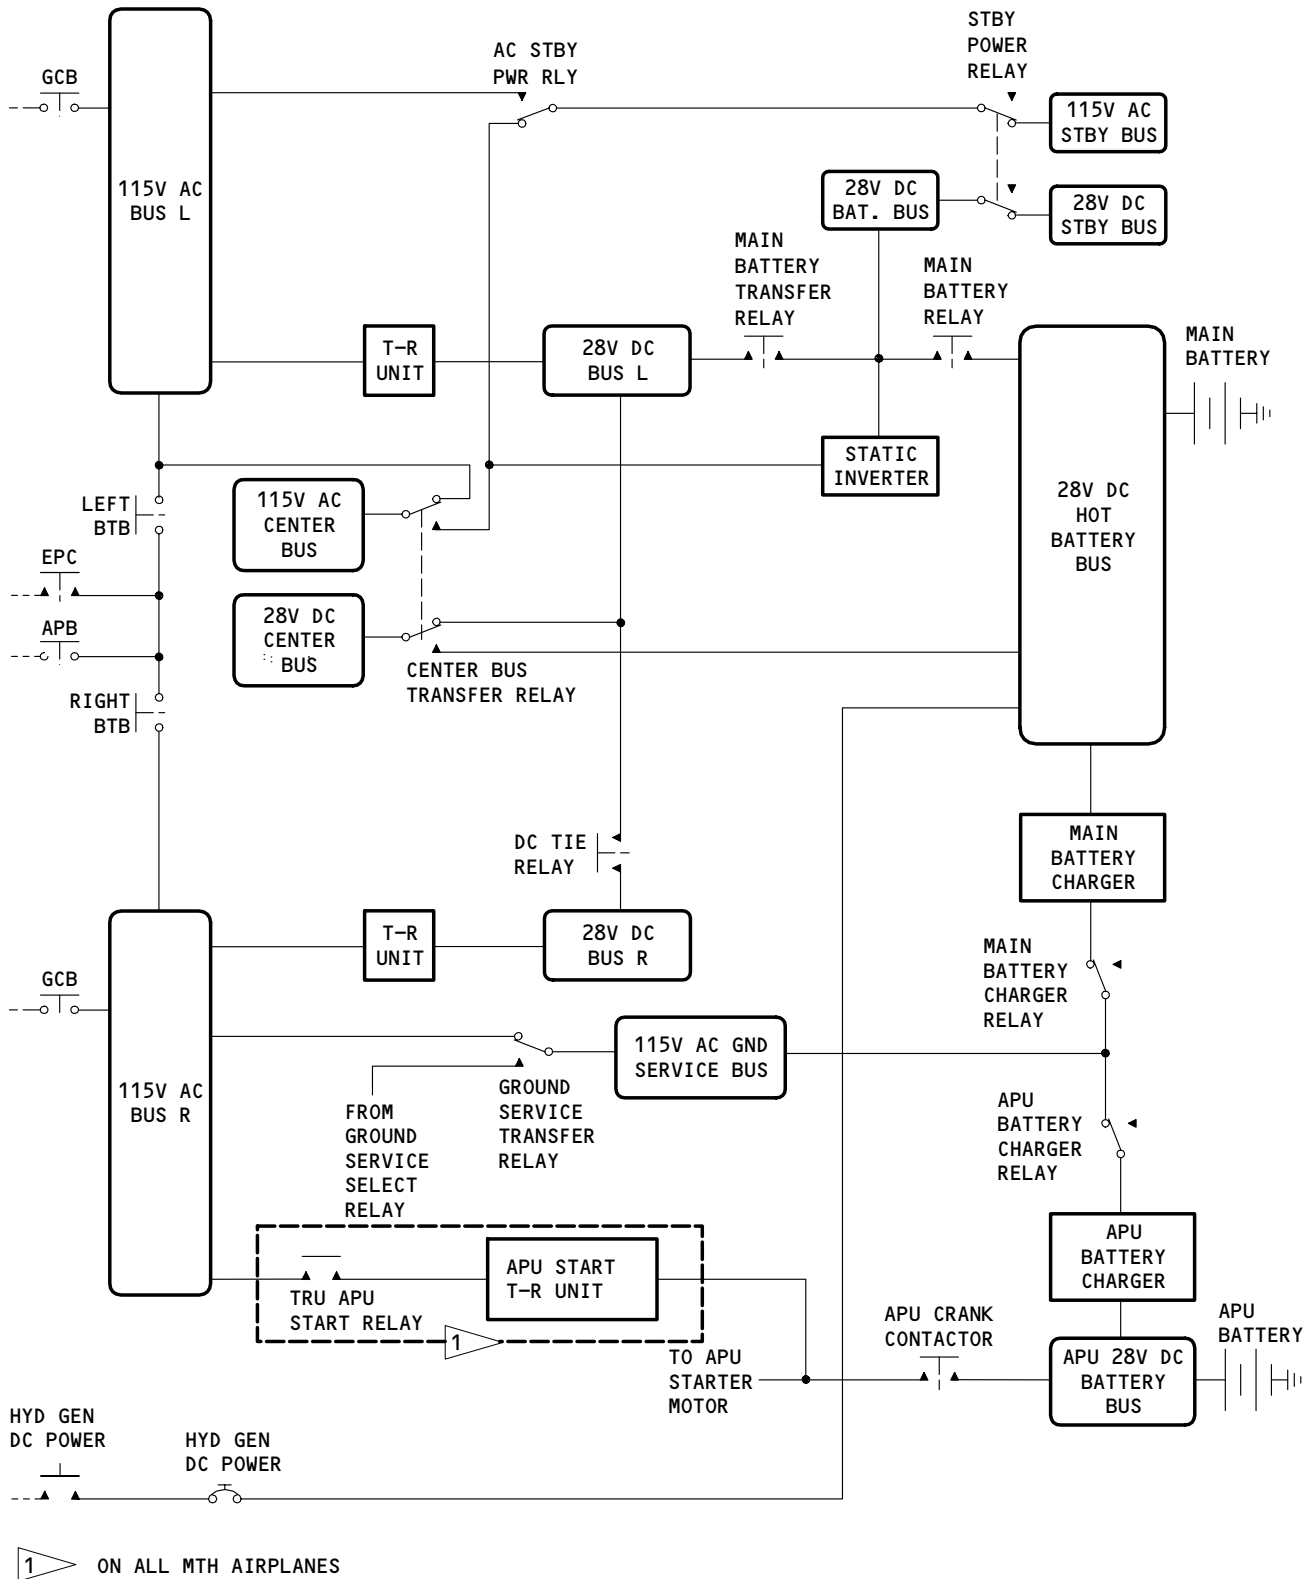 AC STBY
PWR RLY
STBY
POWER
RELAY
GCB
115V AC
BUS L
115V AC
STBY BUS
28V DC
BAT. BUS
28V DC
STBY BUS
MAIN
BATTERY
TRANSFER
RELAY
MAIN
BATTERY
RELAY
T-R
UNIT
28V DC
BUS L
MAIN
BATTERY
STATIC
INVERTER
28V DC
HOT
BATTERY
BUS
LEFT
BTB
115V AC
CENTER
BUS
EPC
28V DC
CENTER
BUS
APB
CENTER BUS
TRANSFER RELAY
RIGHT
BTB
DC TIE
RELAY
MAIN
BATTERY
CHARGER
T-R
UNIT
28V DC
BUS R
MAIN
BATTERY
CHARGER
RELAY
GCB
115V AC
BUS R
115V AC GND
SERVICE BUS
FROM
GROUND
SERVICE
SELECT
RELAY
GROUND
SERVICE
TRANSFER
RELAY
APU
BATTERY
CHARGER
RELAY
APU
BATTERY
CHARGER
APU START
T-R UNIT
TRU APU
START RELAY
1
APU CRANK
CONTACTOR
APU
BATTERY
TO APU
STARTER
MOTOR
APU 28V DC
BATTERY
BUS
HYD GEN
DC POWER
HYD GEN
DC POWER
1 ON ALL MTH AIRPLANES